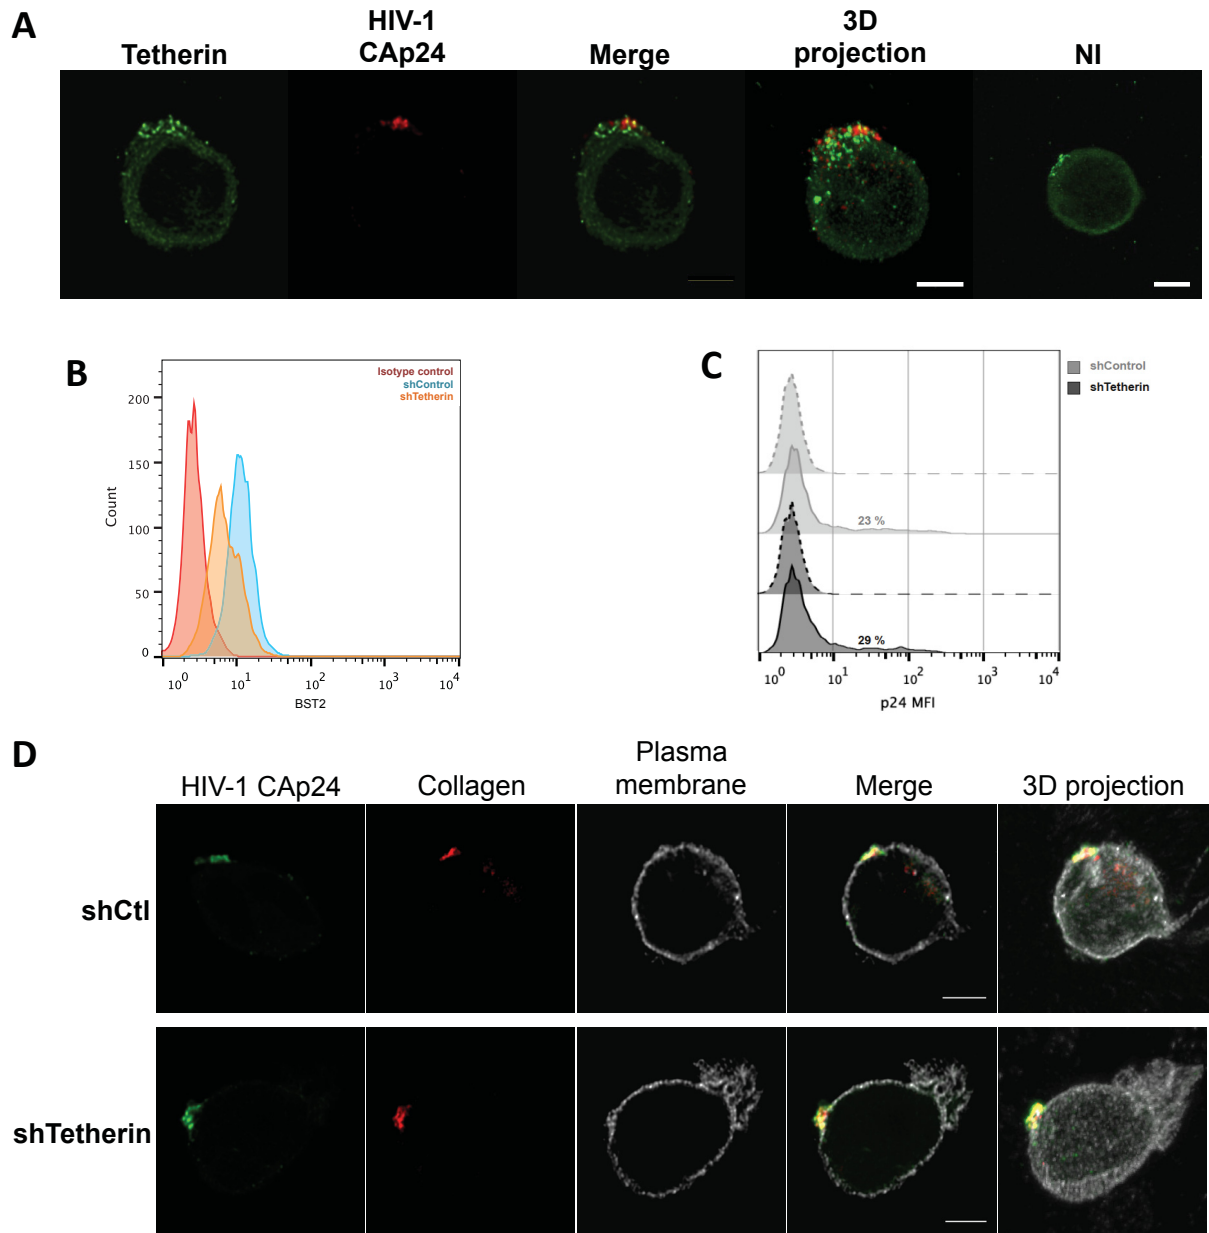 A
Tetherin
HIV-1
CAp24
Merge
3D
projection
NI
B
Isotype control
shControl
shTetherin
200
150
100
50
0
Count
10^0
10^1
10^2
10^3
10^4
BST2
C
shControl
shTetherin
23 %
29 %
10^0
10^1
10^2
10^3
10^4
p24 MFI
D
HIV-1 CAp24
Collagen
Plasma
membrane
Merge
3D projection
shCtl
shTetherin